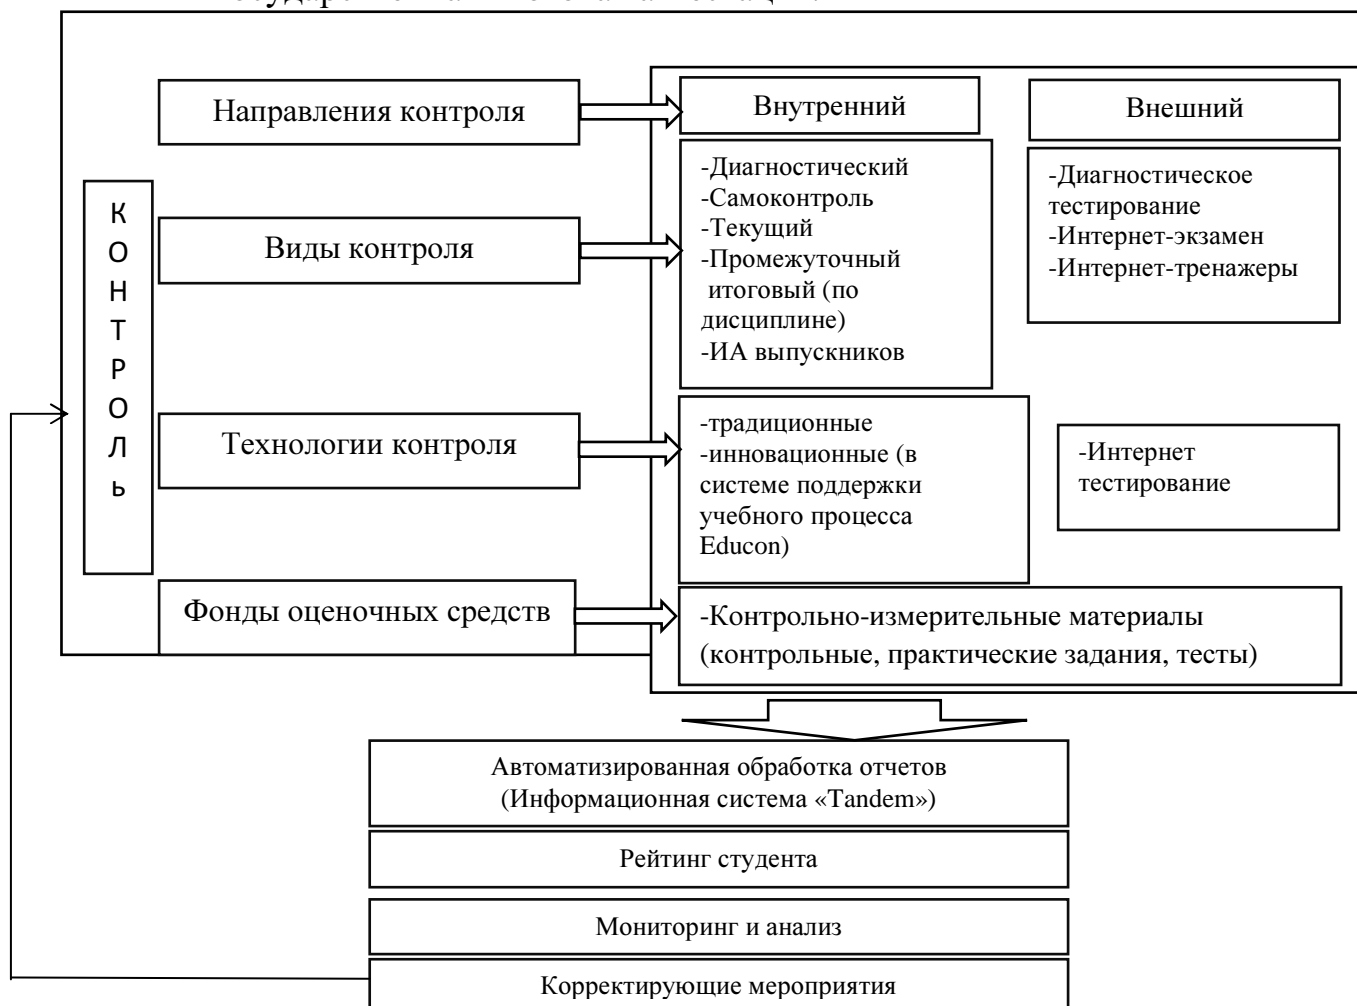 Направления контроля
Внутренний
Внешний
К
О
Н
Т
Р
О
Л
Ь
Виды контроля
-Диагностический
-Самоконтроль
-Текущий
-Промежуточный
итоговый (по
дисциплине)
-ИА выпускников
-Диагностическое
тестирование
-Интернет-экзамен
-Интернет-тренажеры
Технологии контроля
-традиционные
-инновационные (в
системе поддержки
учебного процесса
Educon)
-Интернет
тестирование
Фонды оценочных средств
-Контрольно-измерительные материалы
(контрольные, практические задания, тесты)
Автоматизированная обработка отчетов
(Информационная система «Tandem»)
Рейтинг студента
Мониторинг и анализ
Корректирующие мероприятия